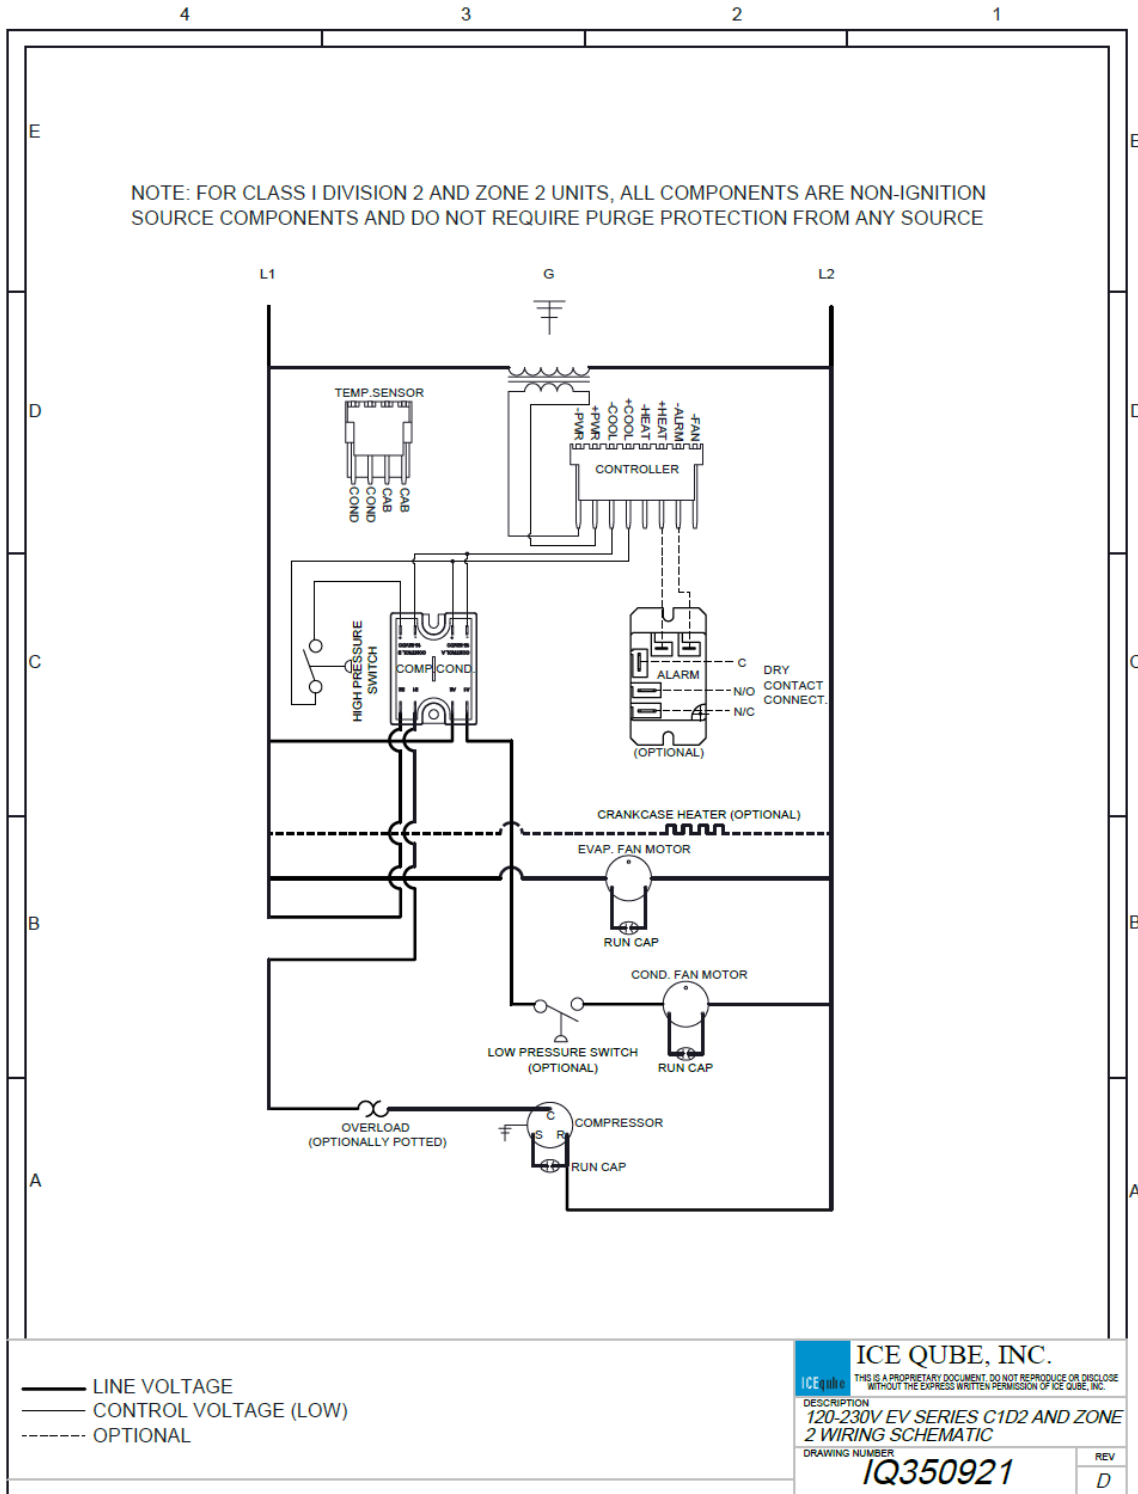 4 3 2 1
E E
NOTE: FOR CLASS I DIVISION 2 AND ZONE 2 UNITS, ALL COMPONENTS ARE NON-IGNITION
SOURCE COMPONENTS AND DO NOT REQUIRE PURGE PROTECTION FROM ANY SOURCE
L1 G L2
D D
TEMP.SENSOR
COND
COND
CAB
CAB
-PWR
+PWR
-COOL
+COOL
-HEAT
+HEAT
-ALRM
-FAN
CONTROLLER
C C
HIGH PRESSURE
SWITCH
CONTROL B
CONTROL A
COMP COND.
ALARM
C
N/O
N/C
DRY
CONTACT
CONNECT.
(OPTIONAL)
CRANKCASE HEATER (OPTIONAL)
EVAP. FAN MOTOR
RUN CAP
B B
COND. FAN MOTOR
RUN CAP
LOW PRESSURE SWITCH
(OPTIONAL)
OVERLOAD
(OPTIONALLY POTTED)
C
S R
COMPRESSOR
RUN CAP
A A
LINE VOLTAGE
CONTROL VOLTAGE (LOW)
OPTIONAL
ICEqube
ICE QUBE, INC.
THIS IS A PROPRIETARY DOCUMENT. DO NOT REPRODUCE OR DISCLOSE
WITHOUT THE EXPRESS WRITTEN PERMISSION OF ICE QUBE, INC.
DESCRIPTION
120-230V EV SERIES C1D2 AND ZONE
2 WIRING SCHEMATIC
DRAWING NUMBER
IQ350921
REV
D